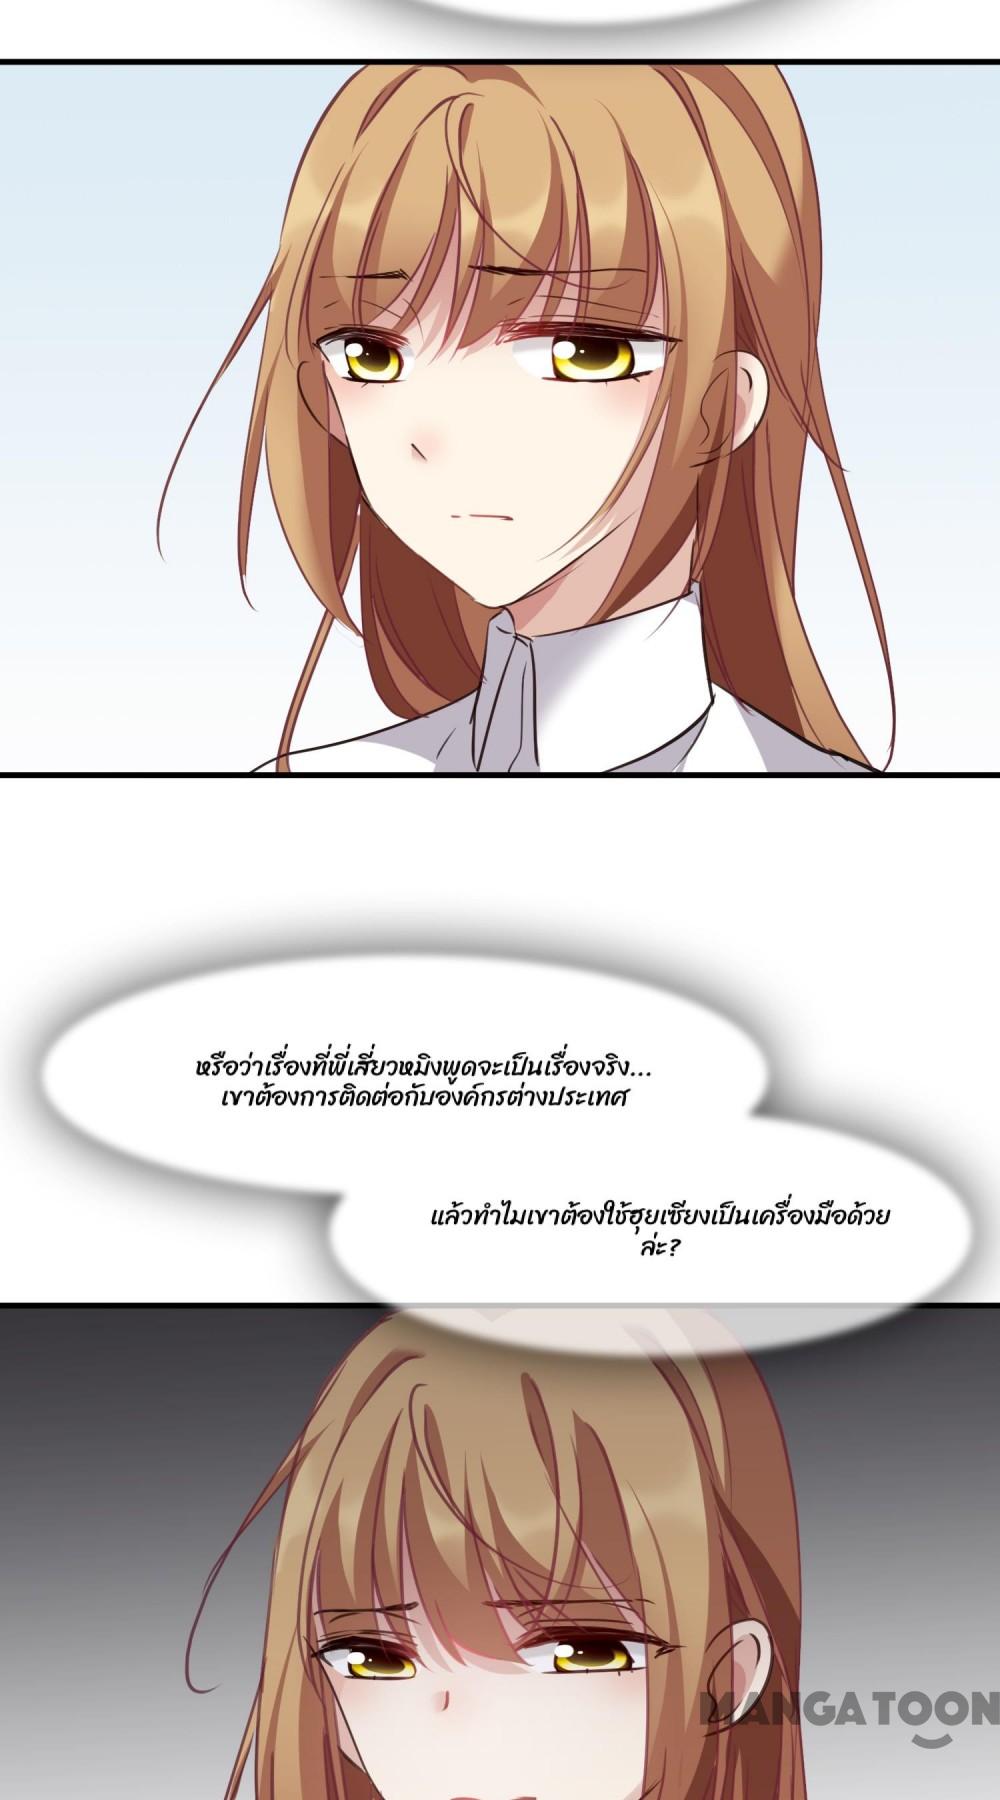 หรือว่าเรื่องที่พี่เสี่ยวหมิงพูดจะเป็นเรื่องจริง...
เขาต้องการติดต่อกับองค์กรต่างประเทศ
แล้วทำไมเขาต้องใช้ฮุยเซียงเป็นเครื่องมือด้วย
ล่ะ?
MANGATOON